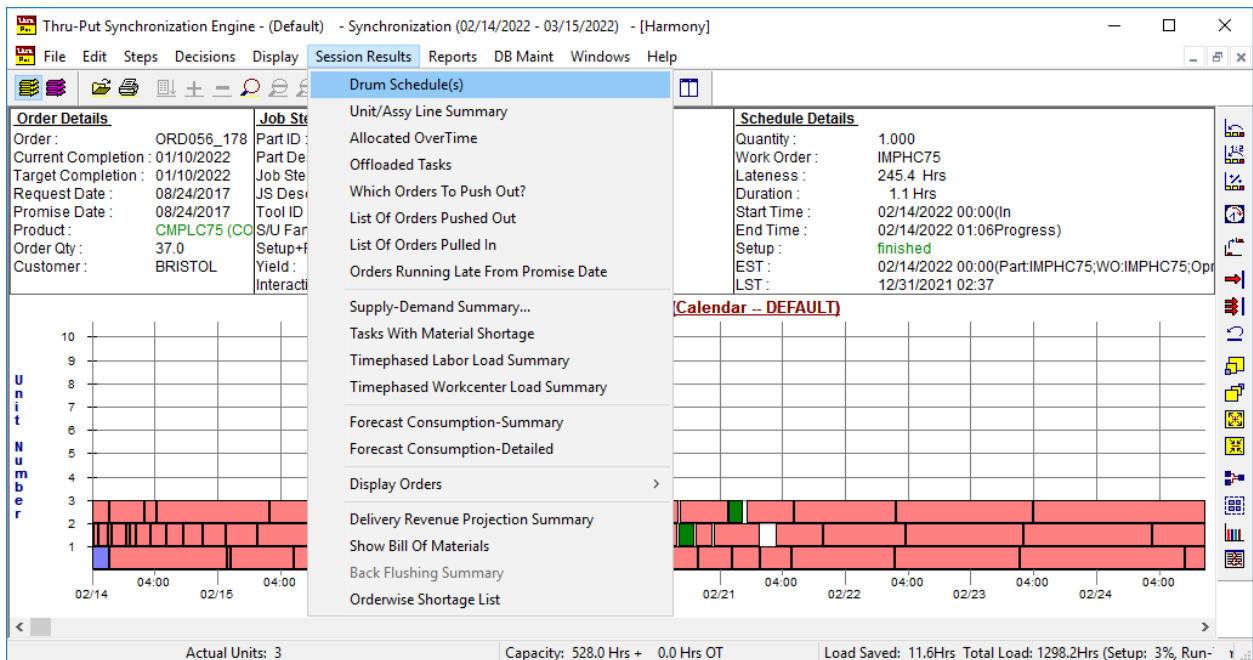 Thru-Put Synchronization Engine - (Default) - Synchronization (02/14/2022 - 03/15/2022) - [Harmony]
File Edit Steps Decisions Display Session Results Reports DB Maint Windows Help
Drum Schedule(s)
Unit/Assy Line Summary
Allocated OverTime
Offloaded Tasks
Which Orders To Push Out?
List Of Orders Pushed Out
List Of Orders Pulled In
Orders Running Late From Promise Date
Supply-Demand Summary...
Tasks With Material Shortage
Timephased Labor Load Summary
Timephased Workcenter Load Summary
Forecast Consumption-Summary
Forecast Consumption-Detailed
Display Orders
Delivery Revenue Projection Summary
Show Bill Of Materials
Back Flushing Summary
Orderwise Shortage List
Order Details
Order : ORD056_178
Current Completion : 01/10/2022
Target Completion : 01/10/2022
Request Date : 08/24/2017
Promise Date : 08/24/2017
Product : CMPLC75 (CO
Order Qty : 37.0
Customer : BRISTOL
Job Ste
Part ID :
Part De
Job Ste
JS Des
Tool ID
S/U Fam
Setup+
Yield :
Interacti
Schedule Details
Quantity : 1.000
Work Order : IMPHC75
Lateness : 245.4 Hrs
Duration : 1.1 Hrs
Start Time : 02/14/2022 00:00(In
End Time : 02/14/2022 01:06Progress)
Setup : finished
EST : 02/14/2022 00:00(Part:IMPHC75;WO:IMPHC75;Opr
LST : 12/31/2021 02:37
(Calendar -- DEFAULT)
Unit Number
10
9
8
7
6
5
4
3
2
1
04:00 04:00 04:00 04:00 04:00 04:00
02/14 02/15 02/21 02/22 02/23 02/24
Actual Units: 3 Capacity: 528.0 Hrs + 0.0 Hrs OT Load Saved: 11.6Hrs Total Load: 1298.2Hrs (Setup: 3%, Run-